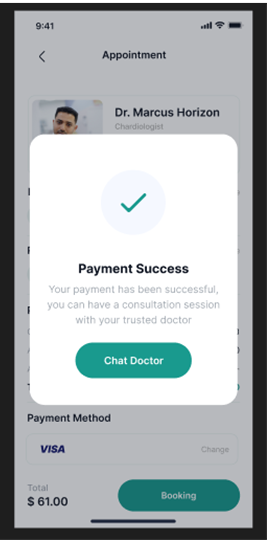 9:41
Appointment
Dr. Marcus Horizon
Chardiologist
Payment Success
Your payment has been successful,
you can have a consultation session
with your trusted doctor
Chat Doctor
Payment Method
VISA
Change
Total
$ 61.00
Booking